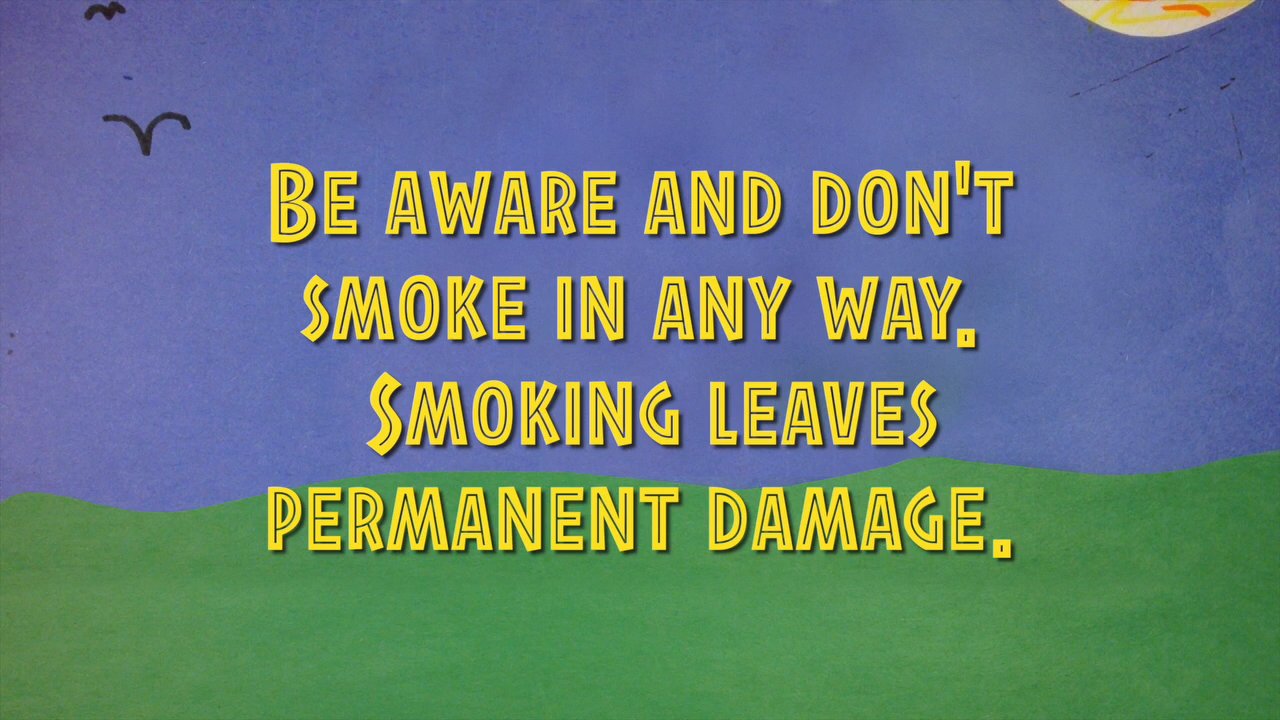 Be aware and don't
smoke in any way.
Smoking leaves
permanent damage.